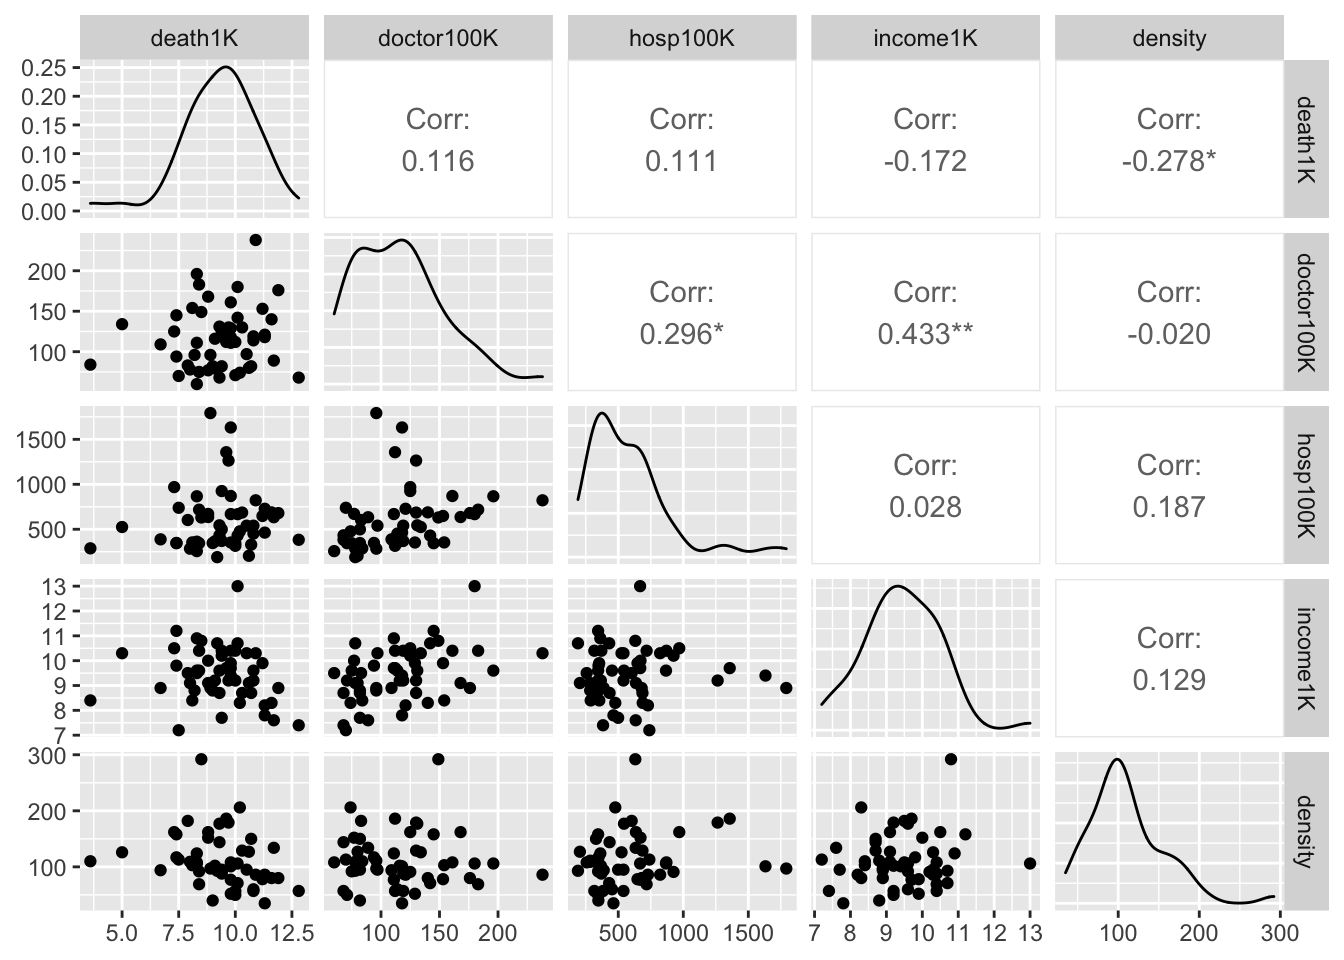 death1K doctor100K hosp100K income1K density
0.25
0.20
0.15
0.10
0.05
0.00
Corr:
0.116
Corr:
0.111
Corr:
-0.172
Corr:
-0.278*
death1K
200
150
100
Corr:
0.296*
Corr:
0.433**
Corr:
-0.020
doctor100K
1500
1000
500
Corr:
0.028
Corr:
0.187
hosp100K
13
12
11
10
9
8
7
Corr:
0.129
income1K
300
200
100
density
5.0 7.5 10.0 12.5 100 150 200 500 1000 1500 7 8 9 10 11 12 13 100 200 300